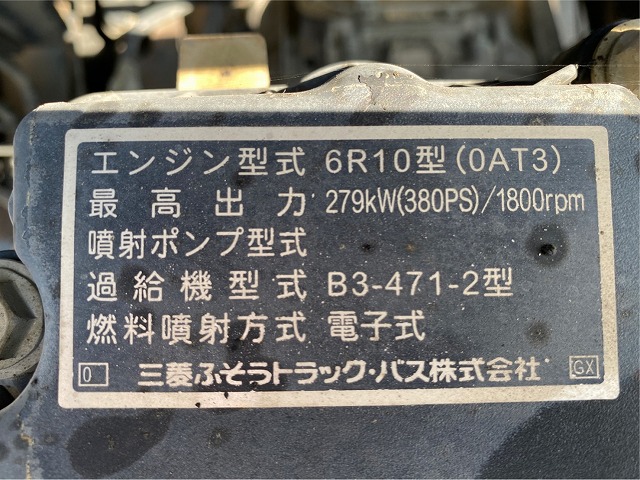 エンジン型式 6R10型(0AT3)
最高出力 279kW(380PS)/1800rpm
噴射ポンプ型式
過給機型式 B3-471-2型
燃料噴射方式 電子式
0 三菱ふそうトラック・バス株式会社 GX